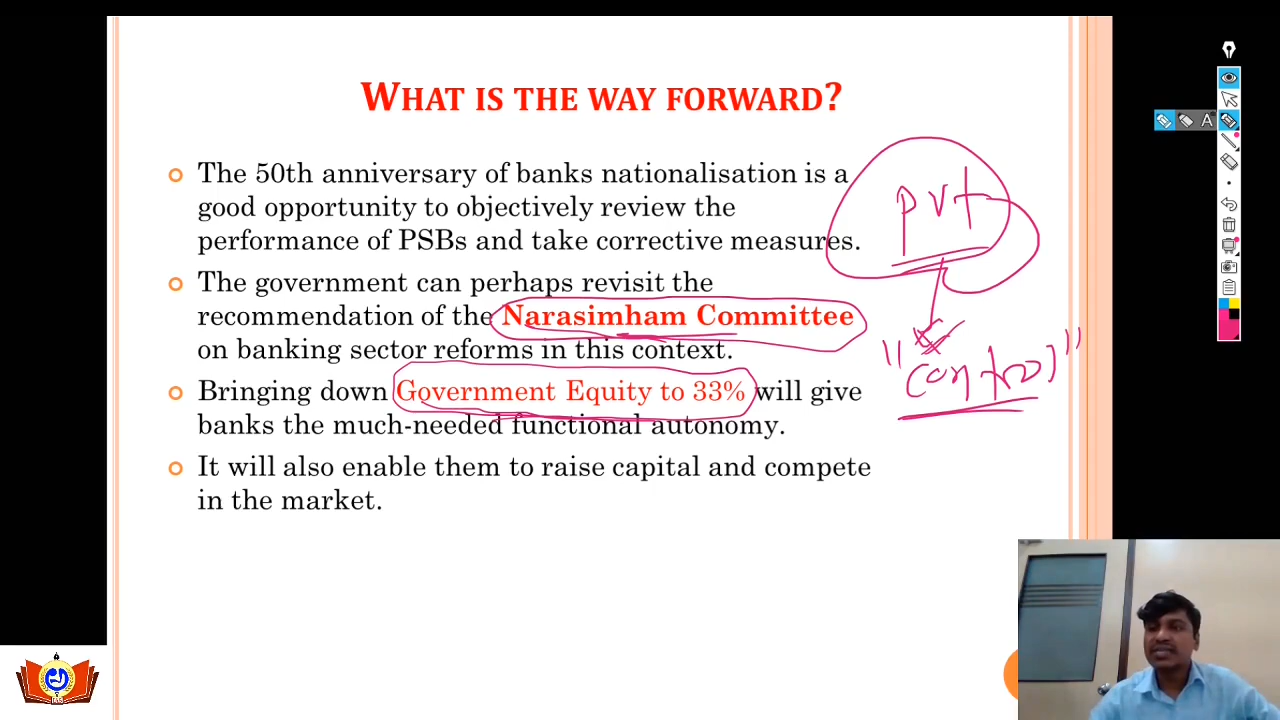 WHAT IS THE WAY FORWARD?
The 50th anniversary of banks nationalisation is a
good opportunity to objectively review the
performance of PSBs and take corrective measures.
The government can perhaps revisit the
recommendation of the Narasimham Committee
on banking sector reforms in this context.
Bringing down Government Equity to 33% will give
banks the much-needed functional autonomy.
It will also enable them to raise capital and compete
in the market.
pvt
"control"
A